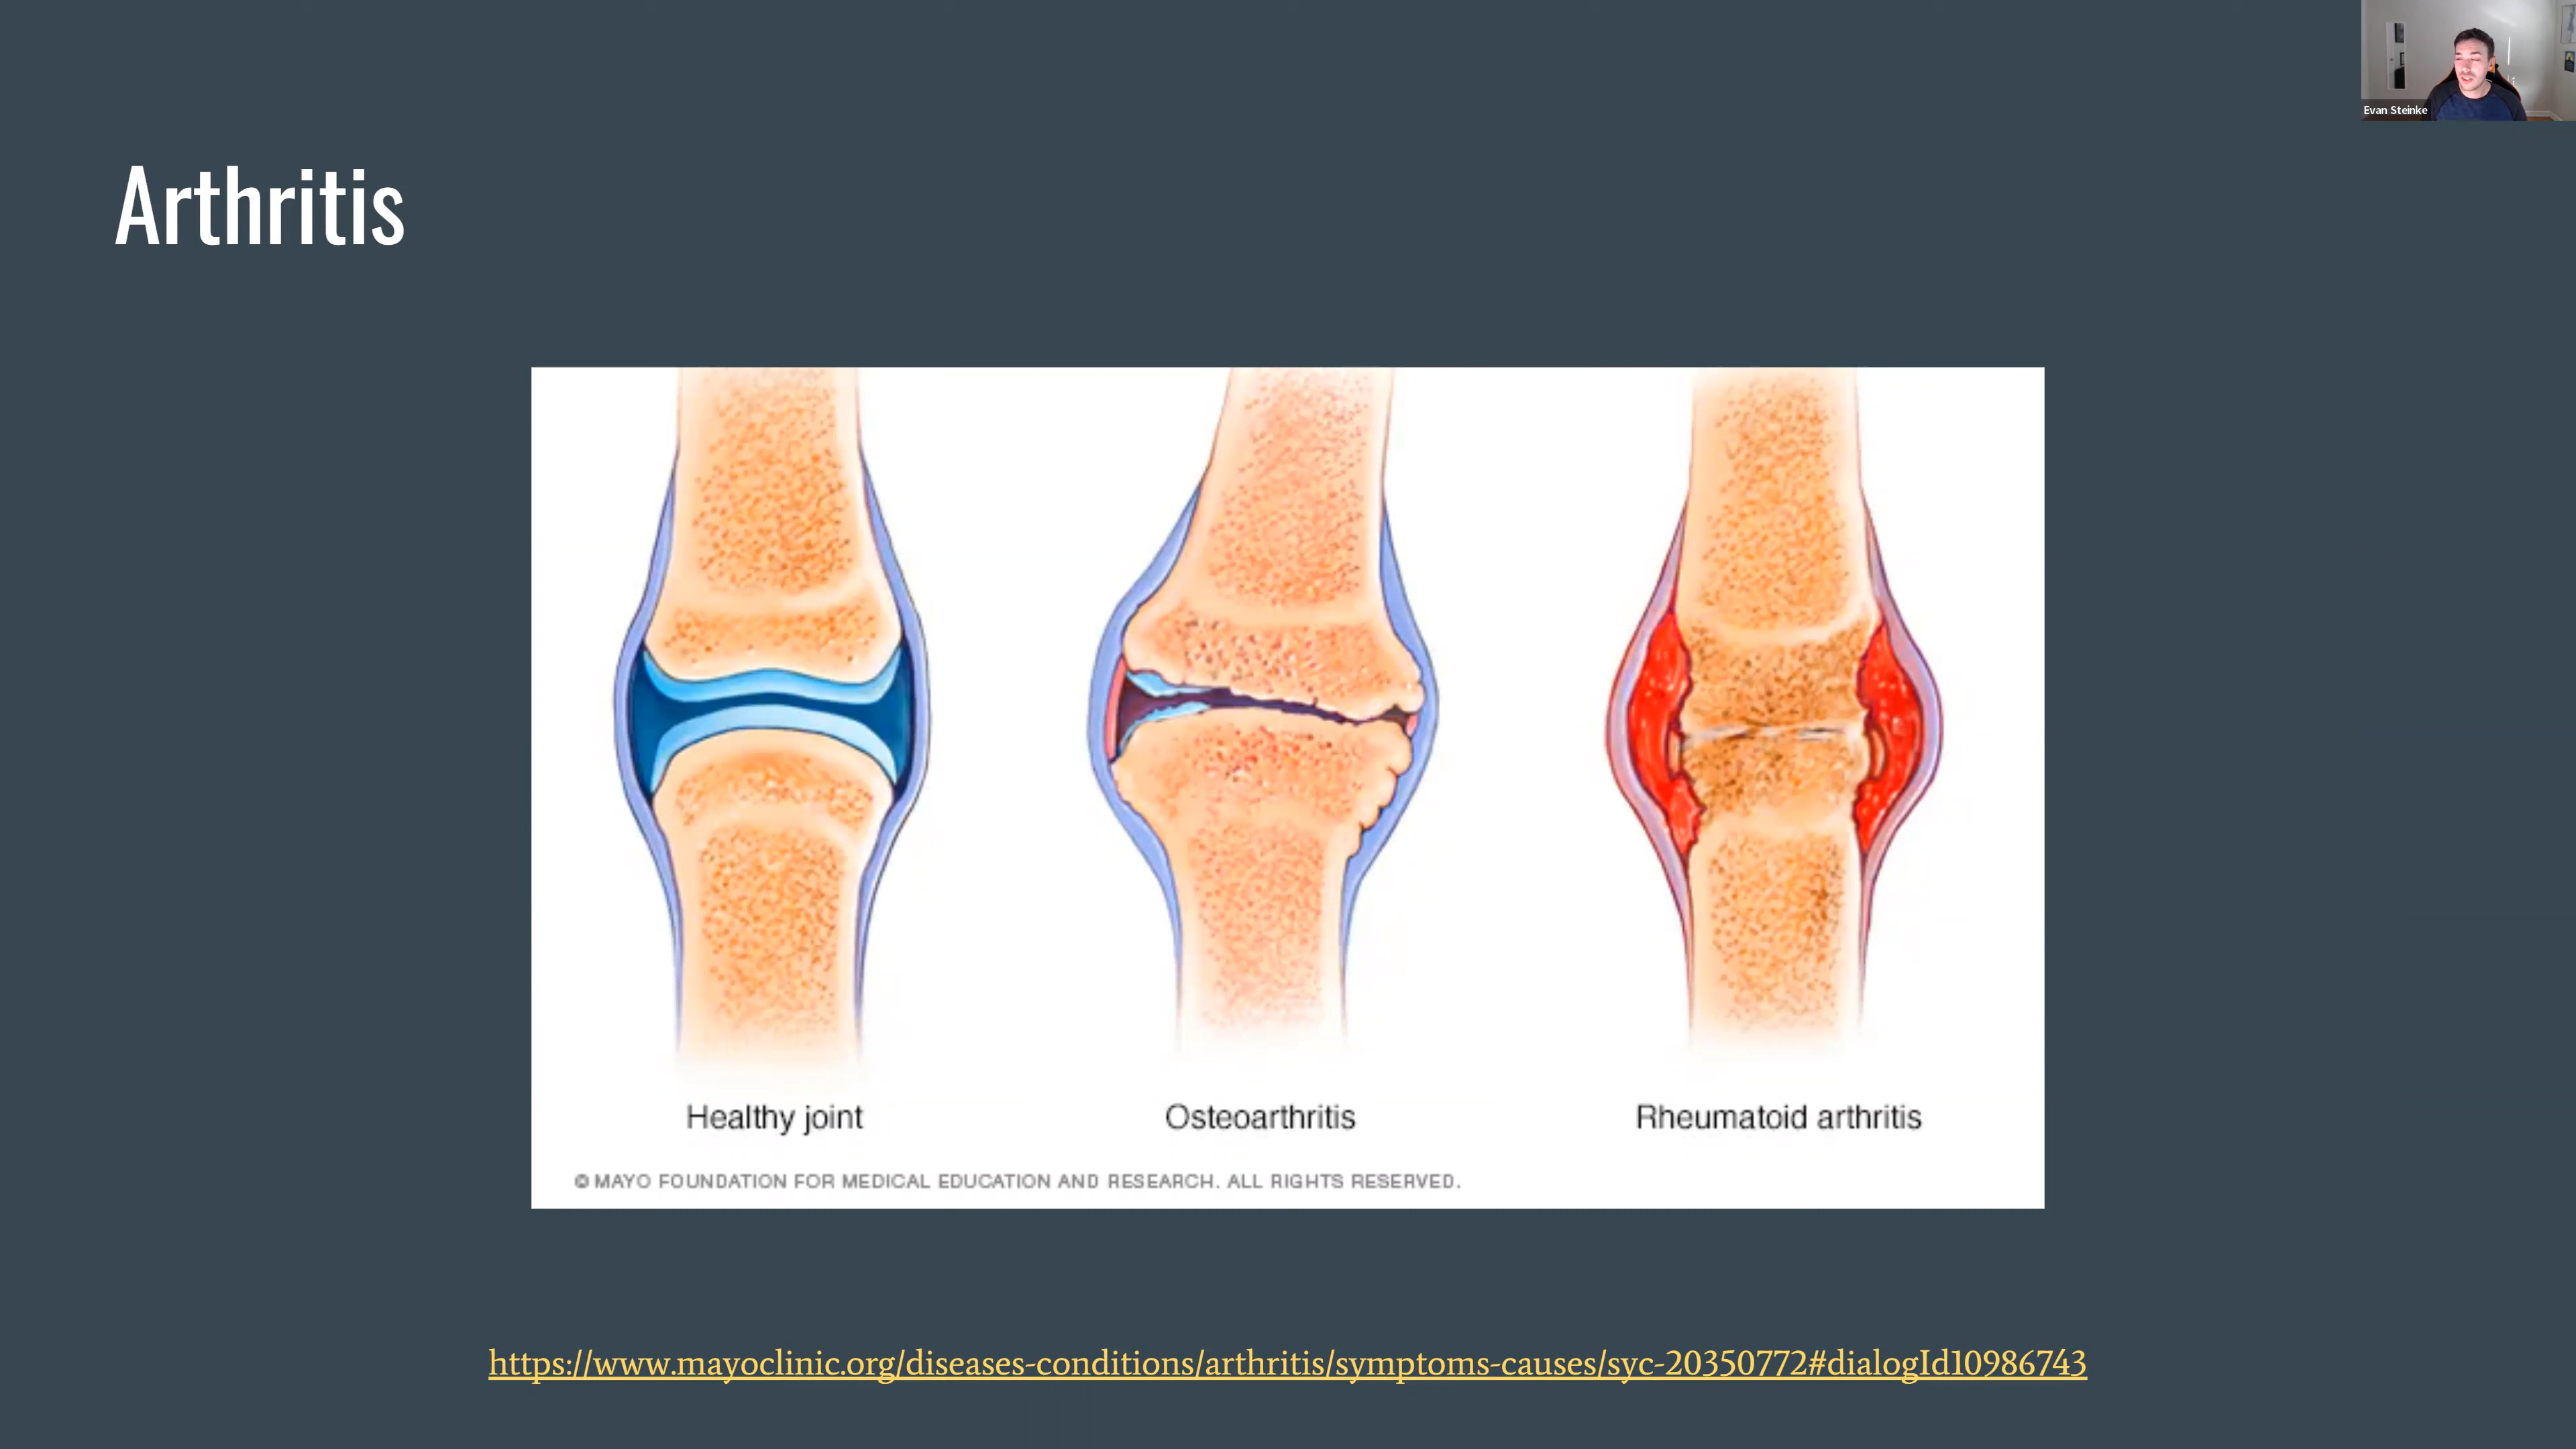 Evan Steinke
Arthritis
Healthy joint
Osteoarthritis
Rheumatoid arthritis
© MAYO FOUNDATION FOR MEDICAL EDUCATION AND RESEARCH. ALL RIGHTS RESERVED.
https://www.mayoclinic.org/diseases-conditions/arthritis/symptoms-causes/syc-20350772#dialogId10986743